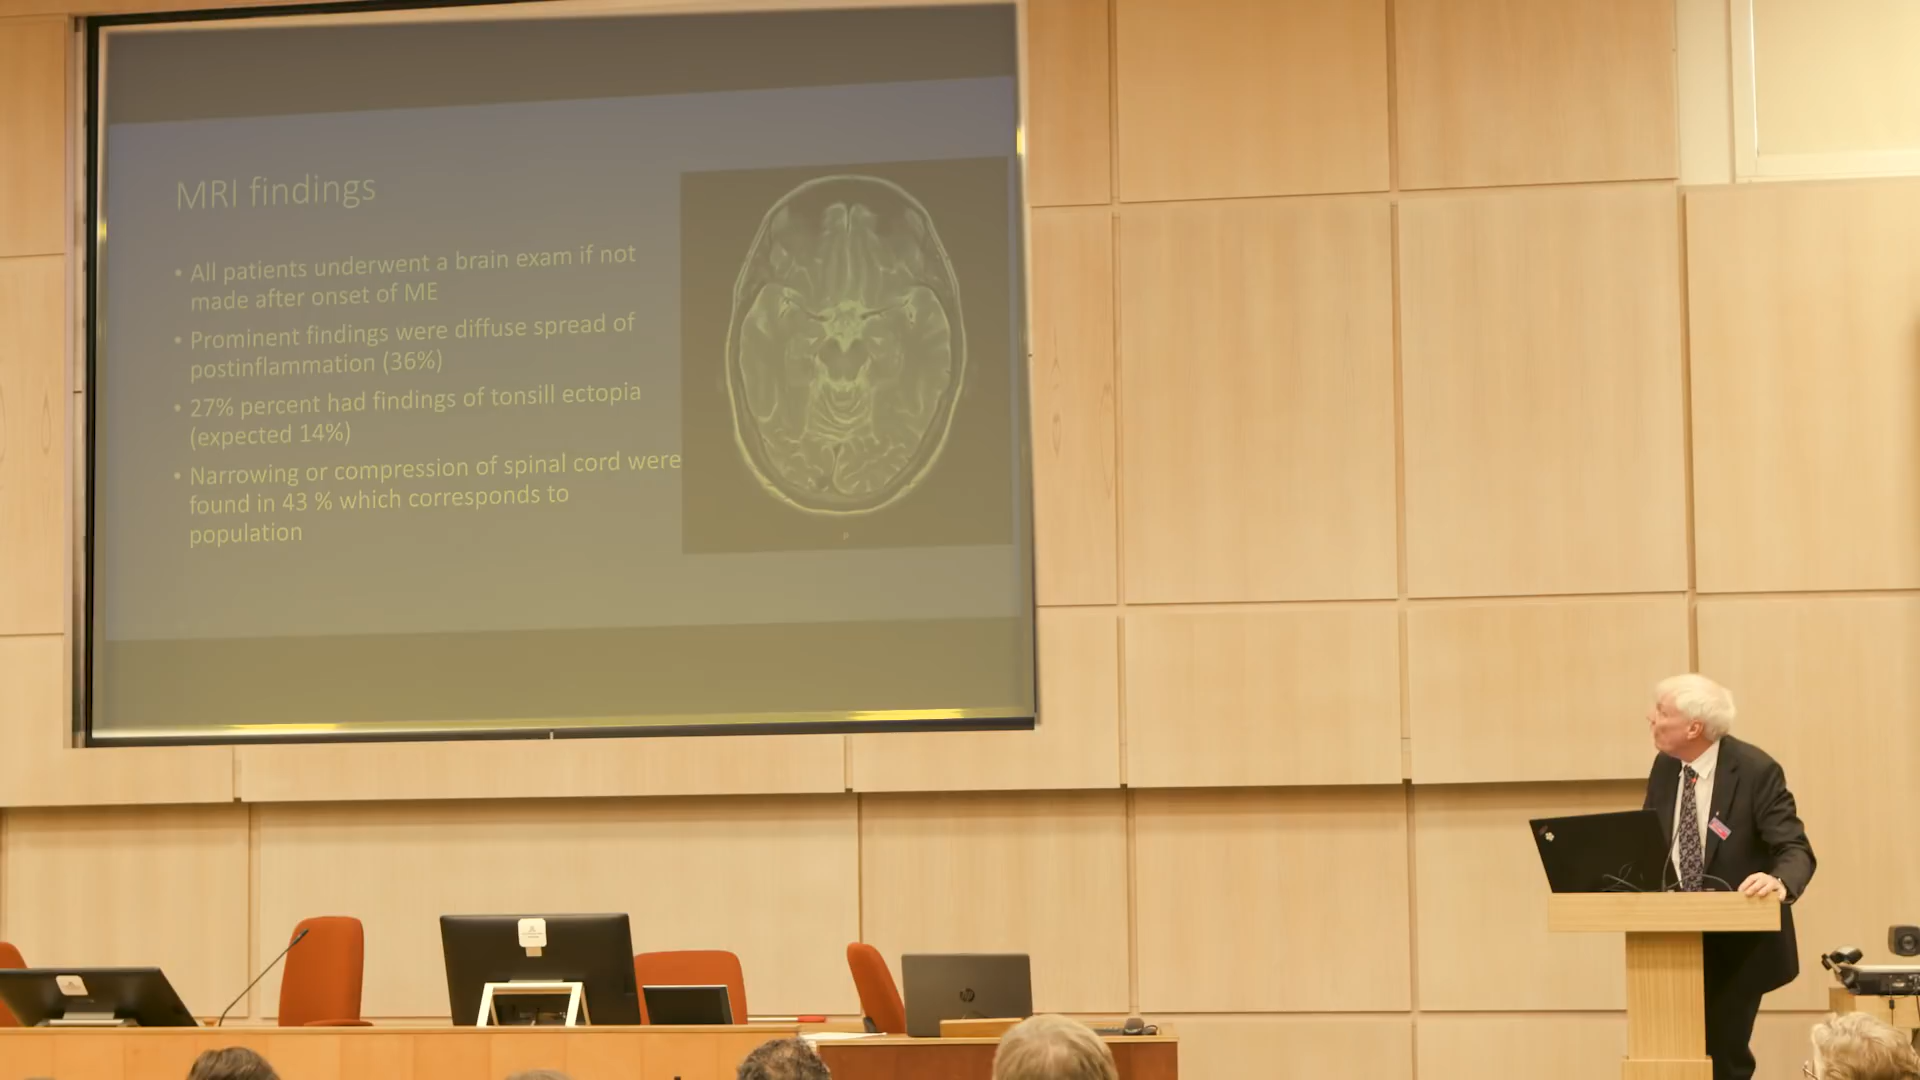 MRI findings
• All patients underwent a brain exam if not
made after onset of ME
• Prominent findings were diffuse spread of
postinflammation (36%)
• 27% percent had findings of tonsill ectopia
(expected 14%)
• Narrowing or compression of spinal cord were
found in 43 % which corresponds to
population
P
hp